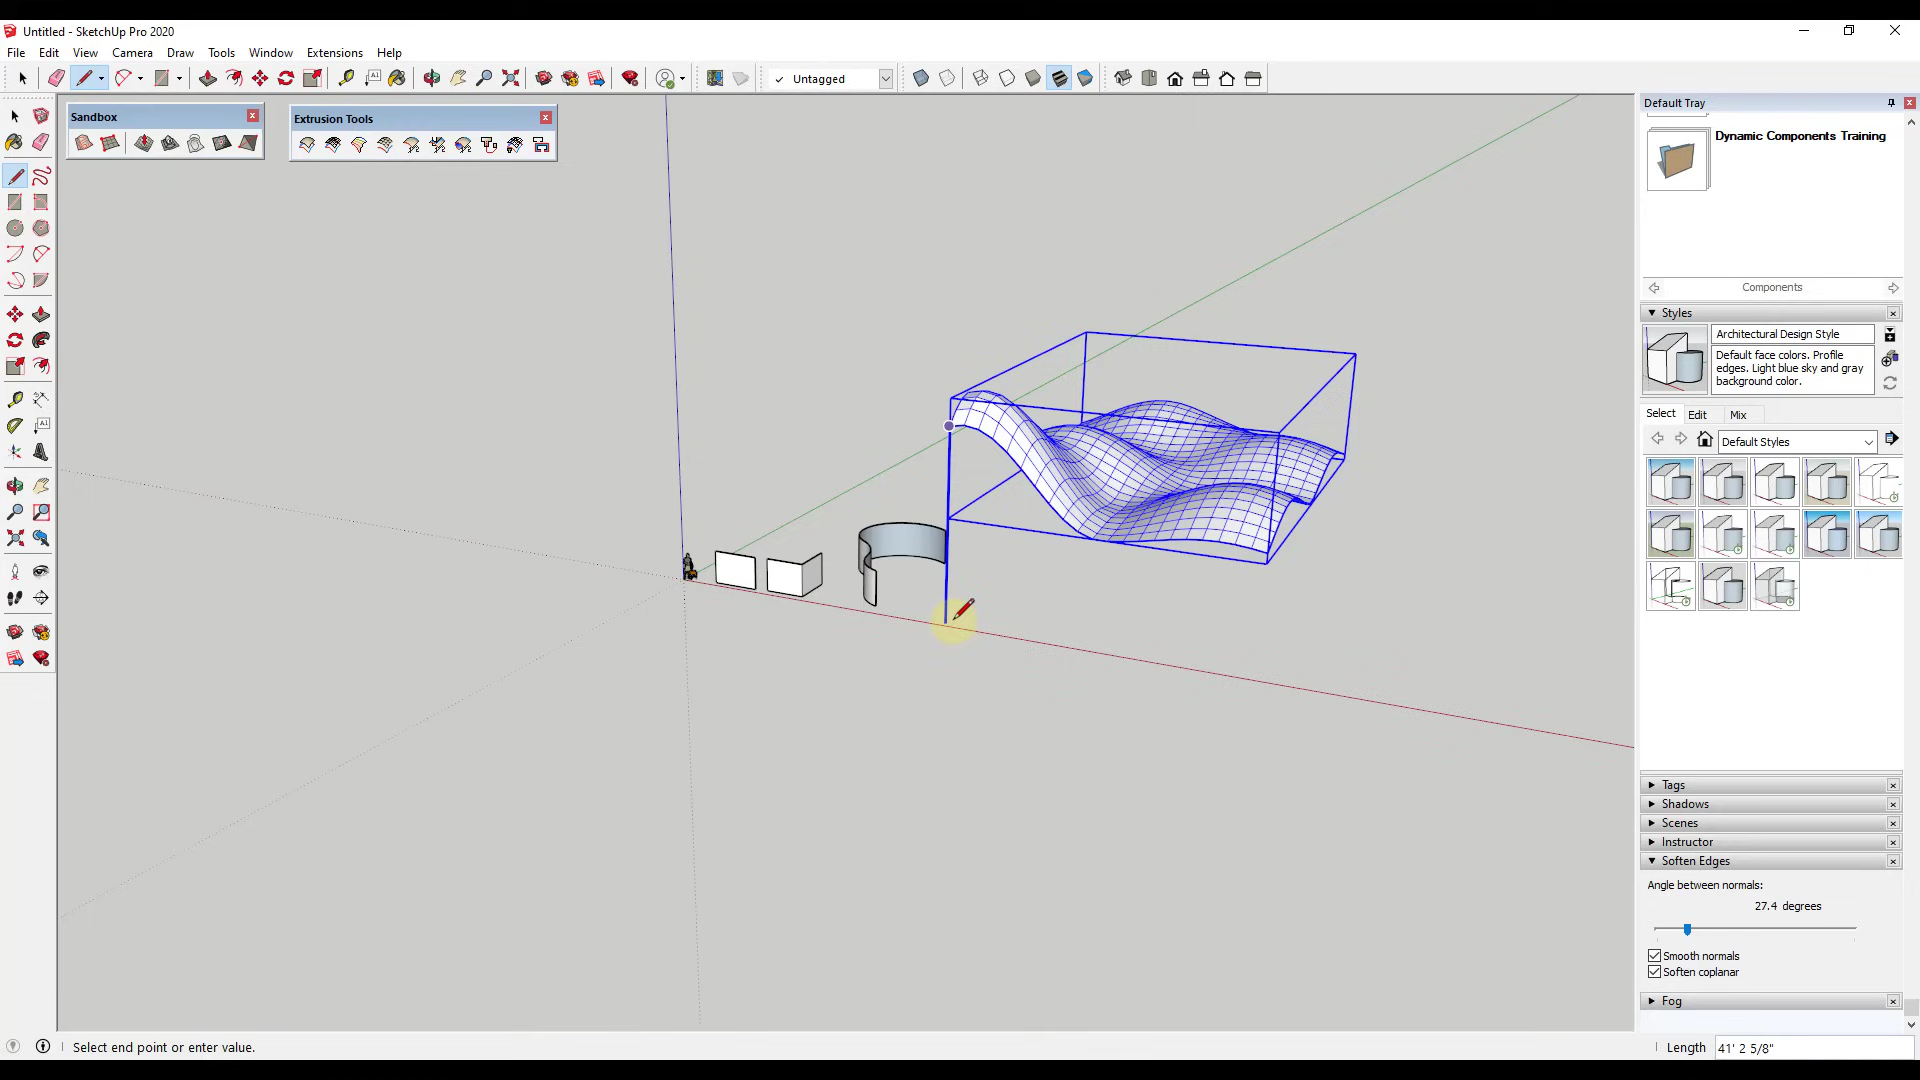 Untitled - SketchUp Pro 2020
File Edit View Camera Draw Tools Window Extensions Help
Untagged
Sandbox
Extrusion Tools
Default Tray
Dynamic Components Training
Components
Styles
Architectural Design Style
Default face colors. Profile
edges. Light blue sky and gray
background color.
Select Edit Mix
Default Styles
Tags
Shadows
Scenes
Instructor
Soften Edges
Angle between normals:
27.4 degrees
Smooth normals
Soften coplanar
Fog
Select end point or enter value.
Length 41' 2 5/8"